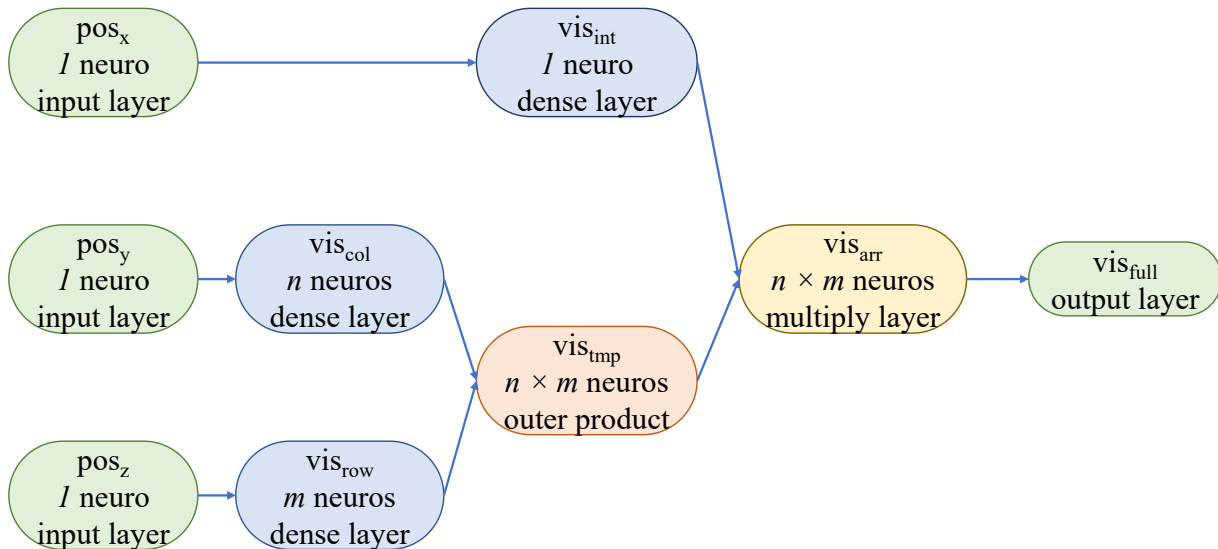 pos_x
1 neuro
input layer
vis_int
1 neuro
dense layer
pos_y
1 neuro
input layer
vis_col
n neuros
dense layer
vis_tmp
n × m neuros
outer product
vis_arr
n × m neuros
multiply layer
vis_full
output layer
pos_z
1 neuro
input layer
vis_row
m neuros
dense layer